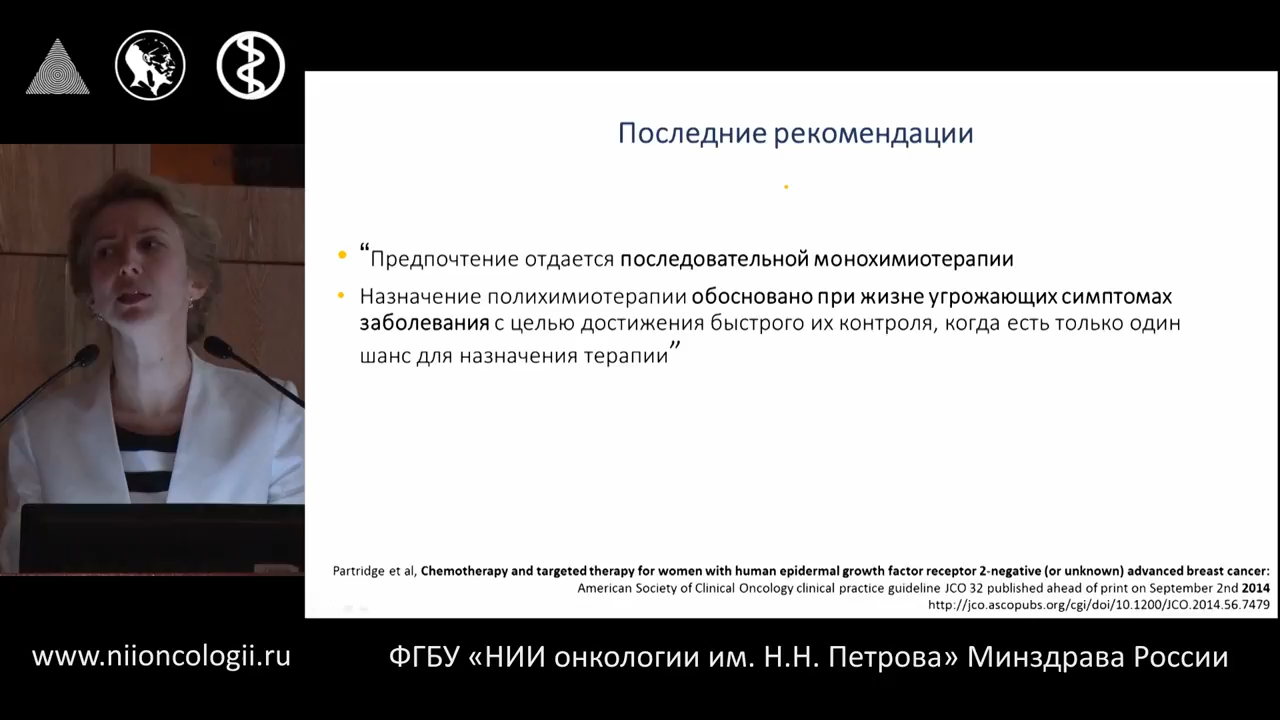 Последние рекомендации
“Предпочтение отдается последовательной монохимиотерапии
Назначение полихимиотерапии обосновано при жизне угрожающих симптомах
заболевания с целью достижения быстрого их контроля, когда есть только один
шанс для назначения терапии”
Partridge et al, Chemotherapy and targeted therapy for women with human epidermal growth factor receptor 2-negative (or unknown) advanced breast cancer:
American Society of Clinical Oncology clinical practice guideline JCO 32 published ahead of print on September 2nd 2014
http://jco.ascopubs.org/cgi/doi/10.1200/JCO.2014.56.7479
www.niioncologii.ru
ФГБУ «НИИ онкологии им. Н.Н. Петрова» Минздрава России